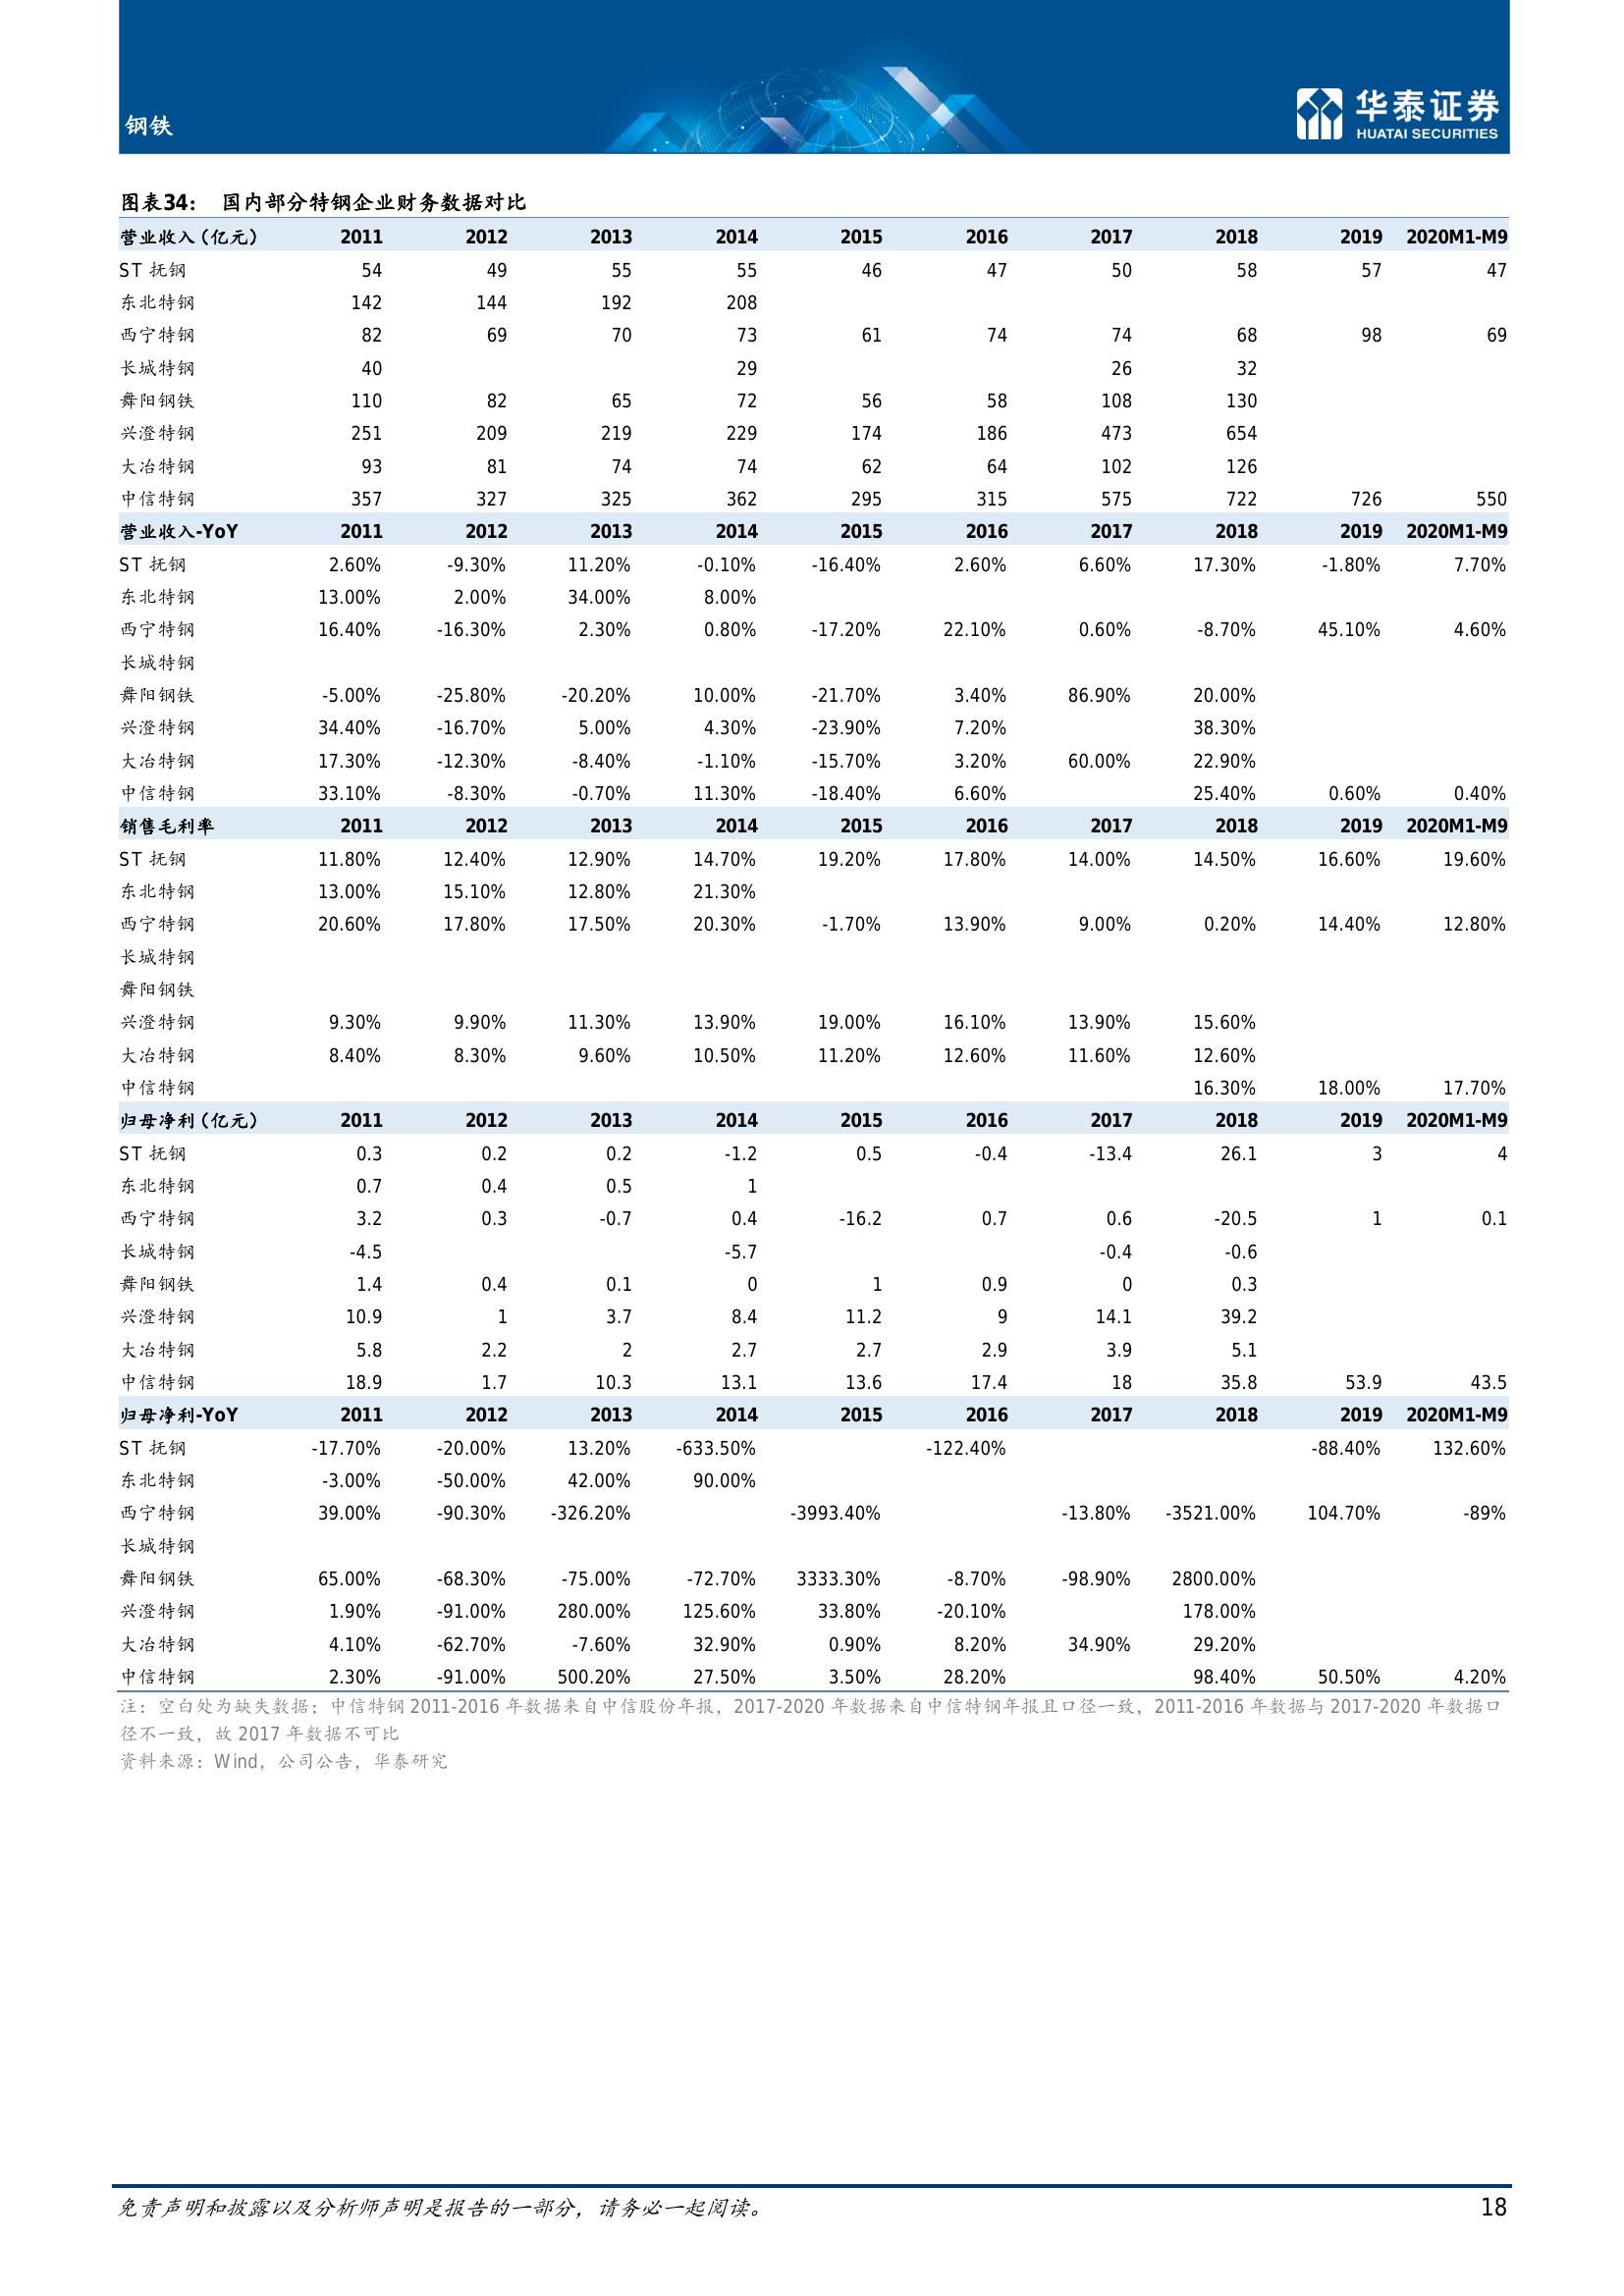 钢铁
华泰证券
HUATAI SECURITIES
图表34： 国内部分特钢企业财务数据对比
营业收入（亿元） 2011 2012 2013 2014 2015 2016 2017 2018 2019 2020M1-M9
ST 抚钢 54 49 55 55 46 47 50 58 57 47
东北特钢 142 144 192 208
西宁特钢 82 69 70 73 61 74 74 68 98 69
长城特钢 40 29 26 32
舞阳钢铁 110 82 65 72 56 58 108 130
兴澄特钢 251 209 219 229 174 186 473 654
大冶特钢 93 81 74 74 62 64 102 126
中信特钢 357 327 325 362 295 315 575 722 726 550
营业收入-YoY 2011 2012 2013 2014 2015 2016 2017 2018 2019 2020M1-M9
ST 抚钢 2.60% -9.30% 11.20% -0.10% -16.40% 2.60% 6.60% 17.30% -1.80% 7.70%
东北特钢 13.00% 2.00% 34.00% 8.00%
西宁特钢 16.40% -16.30% 2.30% 0.80% -17.20% 22.10% 0.60% -8.70% 45.10% 4.60%
长城特钢
舞阳钢铁 -5.00% -25.80% -20.20% 10.00% -21.70% 3.40% 86.90% 20.00%
兴澄特钢 34.40% -16.70% 5.00% 4.30% -23.90% 7.20% 38.30%
大冶特钢 17.30% -12.30% -8.40% -1.10% -15.70% 3.20% 60.00% 22.90%
中信特钢 33.10% -8.30% -0.70% 11.30% -18.40% 6.60% 25.40% 0.60% 0.40%
销售毛利率 2011 2012 2013 2014 2015 2016 2017 2018 2019 2020M1-M9
ST 抚钢 11.80% 12.40% 12.90% 14.70% 19.20% 17.80% 14.00% 14.50% 16.60% 19.60%
东北特钢 13.00% 15.10% 12.80% 21.30%
西宁特钢 20.60% 17.80% 17.50% 20.30% -1.70% 13.90% 9.00% 0.20% 14.40% 12.80%
长城特钢
舞阳钢铁
兴澄特钢 9.30% 9.90% 11.30% 13.90% 19.00% 16.10% 13.90% 15.60%
大冶特钢 8.40% 8.30% 9.60% 10.50% 11.20% 12.60% 11.60% 12.60%
中信特钢 16.30% 18.00% 17.70%
归母净利（亿元） 2011 2012 2013 2014 2015 2016 2017 2018 2019 2020M1-M9
ST 抚钢 0.3 0.2 0.2 -1.2 0.5 -0.4 -13.4 26.1 3 4
东北特钢 0.7 0.4 0.5 1
西宁特钢 3.2 0.3 -0.7 0.4 -16.2 0.7 0.6 -20.5 1 0.1
长城特钢 -4.5 -5.7 -0.4 -0.6
舞阳钢铁 1.4 0.4 0.1 0 1 0.9 0 0.3
兴澄特钢 10.9 1 3.7 8.4 11.2 9 14.1 39.2
大冶特钢 5.8 2.2 2 2.7 2.7 2.9 3.9 5.1
中信特钢 18.9 1.7 10.3 13.1 13.6 17.4 18 35.8 53.9 43.5
归母净利-YoY 2011 2012 2013 2014 2015 2016 2017 2018 2019 2020M1-M9
ST 抚钢 -17.70% -20.00% 13.20% -633.50% -122.40% -88.40% 132.60%
东北特钢 -3.00% -50.00% 42.00% 90.00%
西宁特钢 39.00% -90.30% -326.20% -3993.40% -13.80% -3521.00% 104.70% -89%
长城特钢
舞阳钢铁 65.00% -68.30% -75.00% -72.70% 3333.30% -8.70% -98.90% 2800.00%
兴澄特钢 1.90% -91.00% 280.00% 125.60% 33.80% -20.10% 178.00%
大冶特钢 4.10% -62.70% -7.60% 32.90% 0.90% 8.20% 34.90% 29.20%
中信特钢 2.30% -91.00% 500.20% 27.50% 3.50% 28.20% 98.40% 50.50% 4.20%
注：空白处为缺失数据；中信特钢 2011-2016 年数据来自中信股份年报，2017-2020 年数据来自中信特钢年报且口径一致，2011-2016 年数据与 2017-2020 年数据口
径不一致，故 2017 年数据不可比
资料来源：Wind，公司公告，华泰研究
免责声明和披露以及分析师声明是报告的一部分，请务必一起阅读。 18